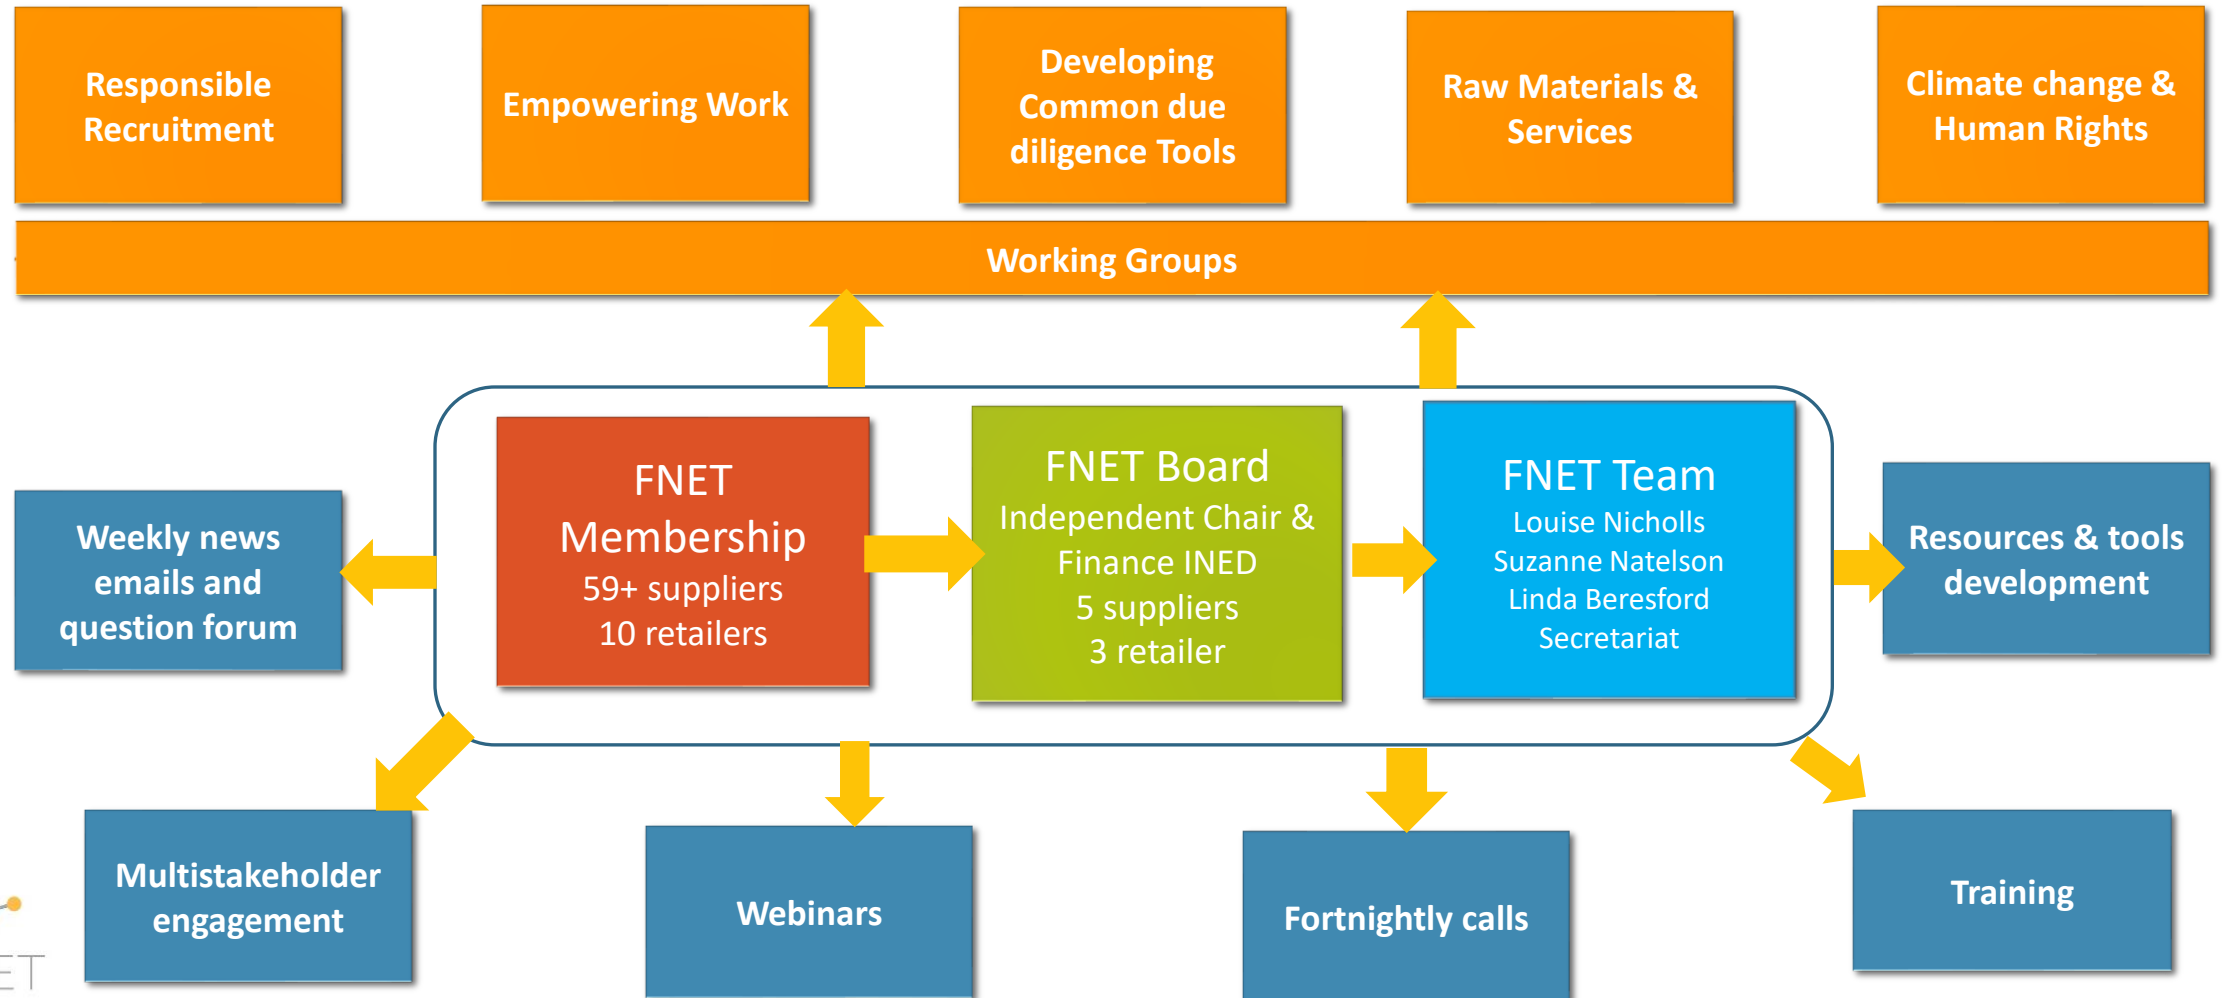 Responsible
Recruitment
Empowering Work
Developing
Common due
diligence Tools
Raw Materials &
Services
Climate change &
Human Rights
Working Groups
FNET
Membership
59+ suppliers
10 retailers
FNET Board
Independent Chair &
Finance INED
5 suppliers
3 retailer
FNET Team
Louise Nicholls
Suzanne Natelson
Linda Beresford
Secretariat
Weekly news
emails and
question forum
Resources & tools
development
Multistakeholder
engagement
Webinars
Fortnightly calls
Training
ET